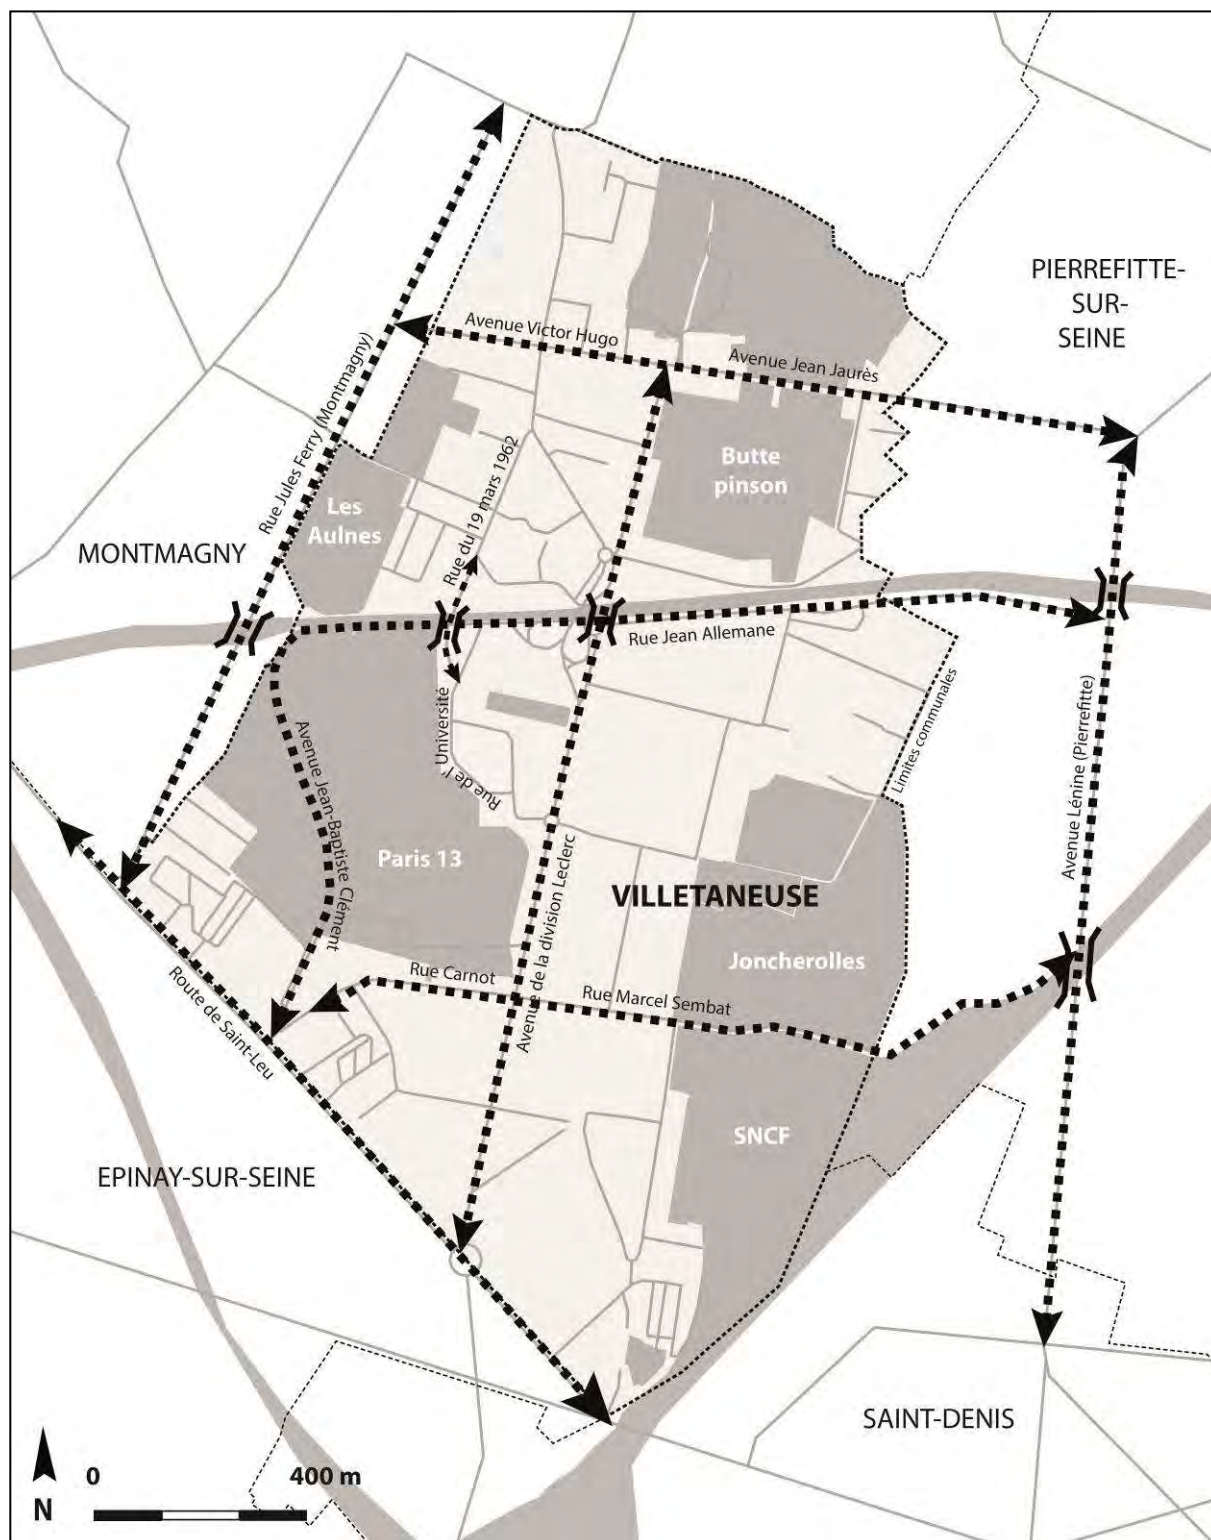 PIERREFITTE-
SUR-
SEINE
Avenue Victor Hugo
Avenue Jean Jaurès
Rue Jules Ferry (Montmagny)
Butte
pinson
Rue du 19 mars 1962
Les
Aulnes
MONTMAGNY
Rue Jean Allemane
Limites communales
Avenue Lénine (Pierrefitte)
Rue de l' Université
Avenue Jean-Baptiste Clément
Paris 13
Avenue de la division Leclerc
VILLETANEUSE
Joncherolles
Rue Carnot
Rue Marcel Sembat
Route de Saint-Leu
SNCF
EPINAY-SUR-SEINE
SAINT-DENIS
0 400 m
N